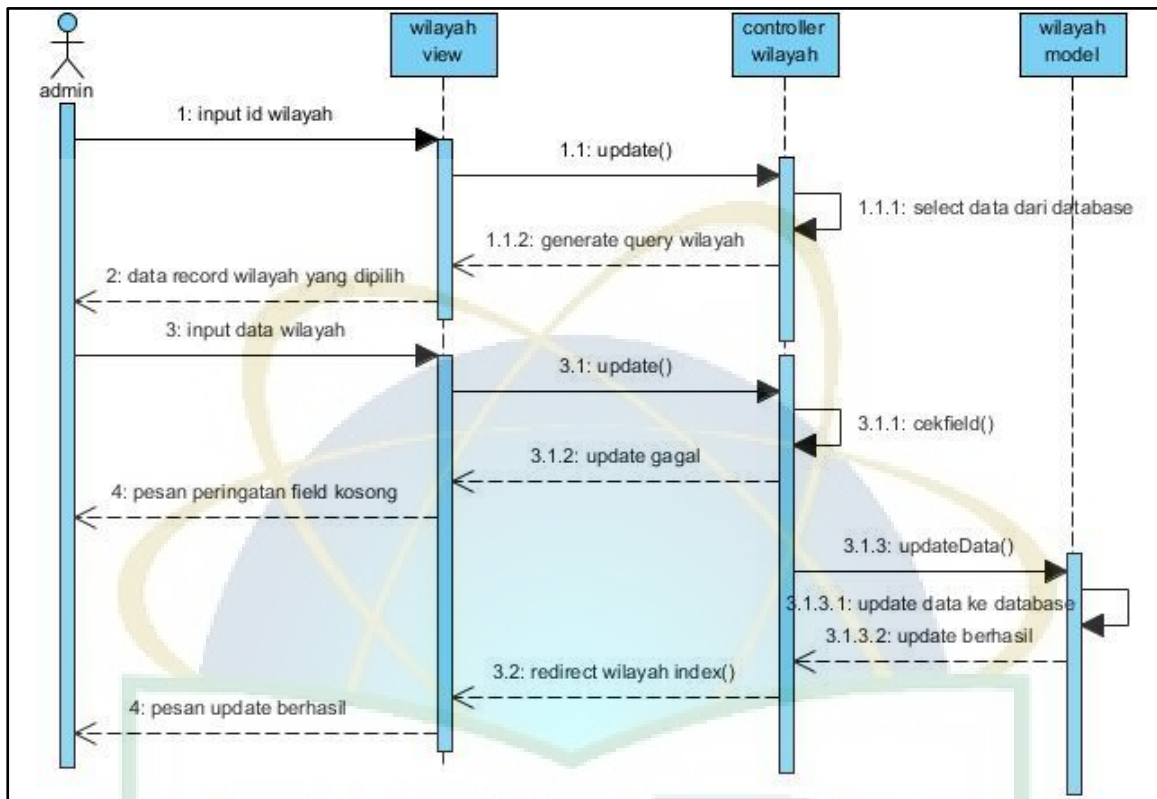 admin
wilayah
view
controller
wilayah
wilayah
model
1: input id wilayah
1.1: update()
1.1.1: select data dari database
1.1.2: generate query wilayah
2: data record wilayah yang dipilih
3: input data wilayah
3.1: update()
3.1.1: cekfield()
3.1.2: update gagal
4: pesan peringatan field kosong
3.1.3: updateData()
3.1.3.1: update data ke database
3.1.3.2: update berhasil
3.2: redirect wilayah index()
4: pesan update berhasil